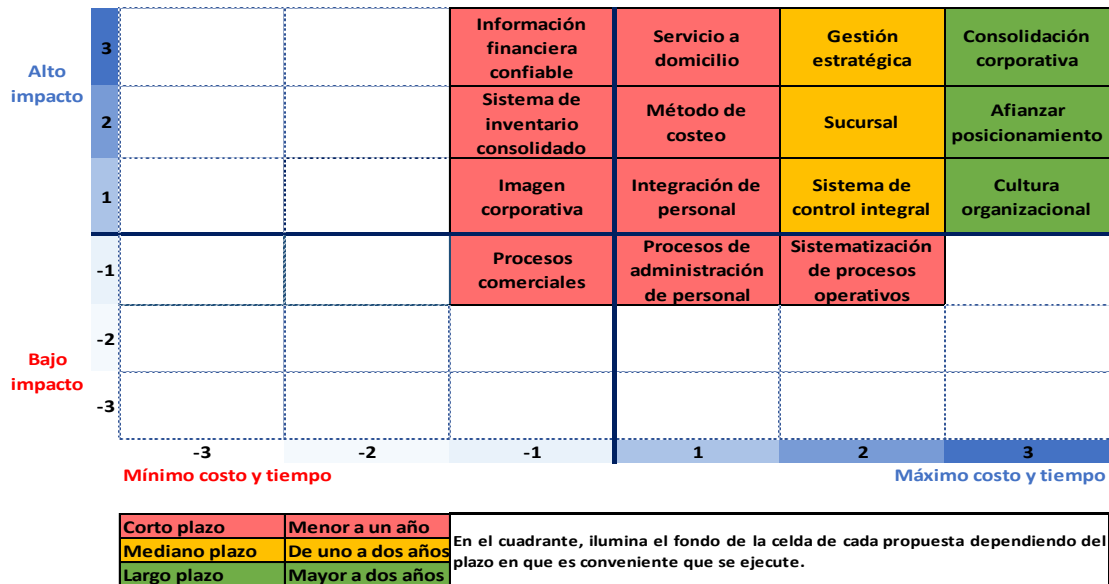 Alto
impacto
3
Información
financiera
confiable
Servicio a
domicilio
Gestión
estratégica
Consolidación
corporativa
2
Sistema de
inventario
consolidado
Método de
costeo
Sucursal
Afianzar
posicionamiento
1
Imagen
corporativa
Integración de
personal
Sistema de
control integral
Cultura
organizacional
-1
Procesos
comerciales
Procesos de
administración
de personal
Sistematización
de procesos
operativos
Bajo
impacto
-2
-3
-3 -2 -1 1 2 3
Mínimo costo y tiempo Máximo costo y tiempo
Corto plazo Menor a un año
Mediano plazo De uno a dos años
Largo plazo Mayor a dos años
En el cuadrante, ilumina el fondo de la celda de cada propuesta dependiendo del
plazo en que es conveniente que se ejecute.